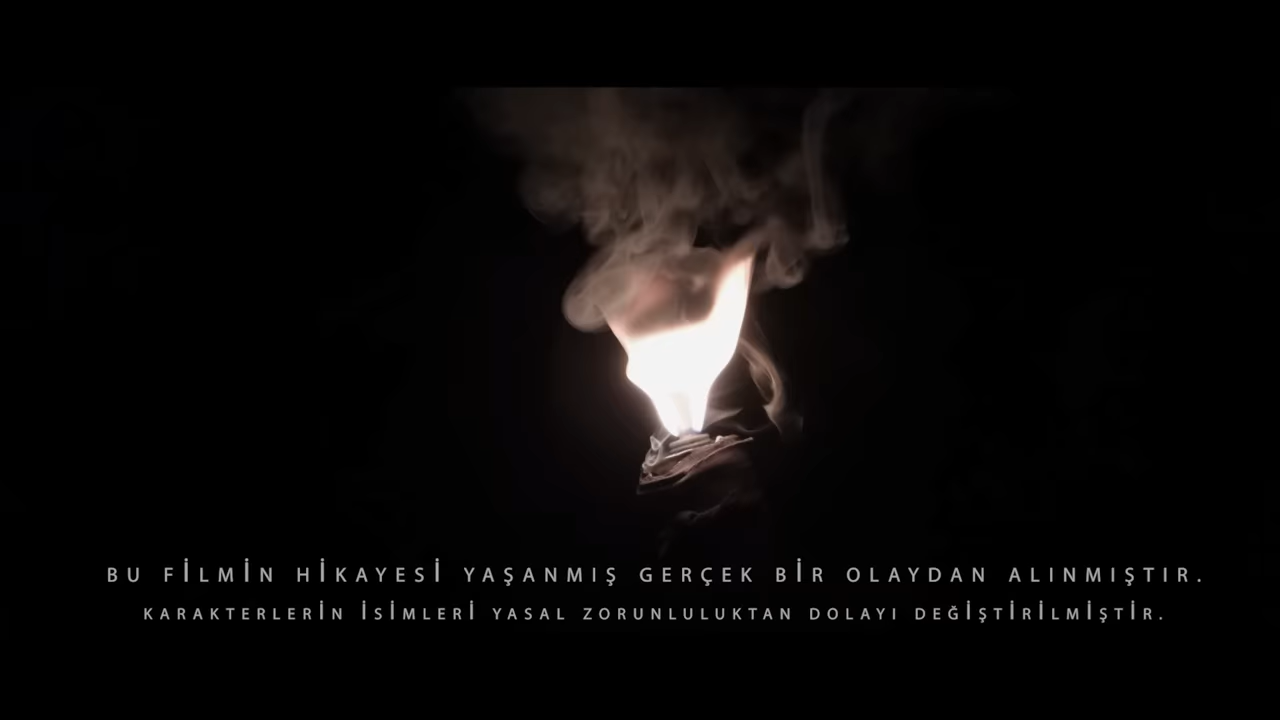 BU FİLMİN HİKAYESİ YAŞANMIŞ GERÇEK BİR OLAYDAN ALINMIŞTIR.
KARAKTERLERİN İSİMLERİ YASAL ZORUNLULUKTAN DOLAYI DEĞİŞTİRİLMİŞTİR.